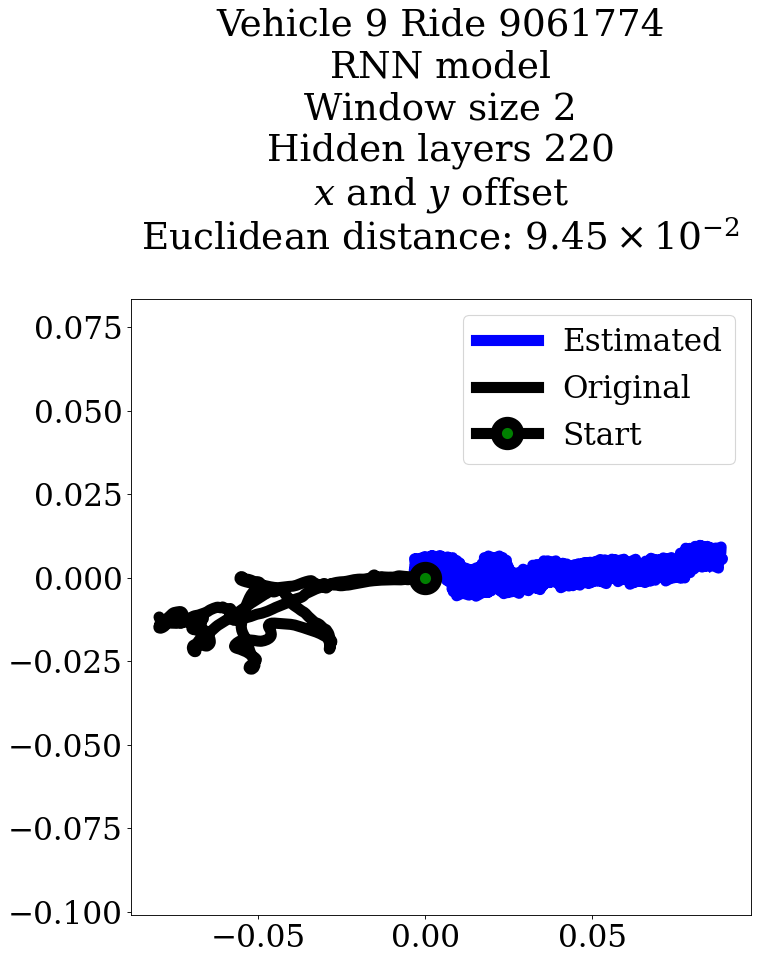 Vehicle 9 Ride 9061774
RNN model
Window size 2
Hidden layers 220
x and y offset
Euclidean distance: 9.45 × 10⁻²
Estimated
Original
Start
0.075
0.050
0.025
0.000
−0.025
−0.050
−0.075
−0.100
−0.05 0.00 0.05